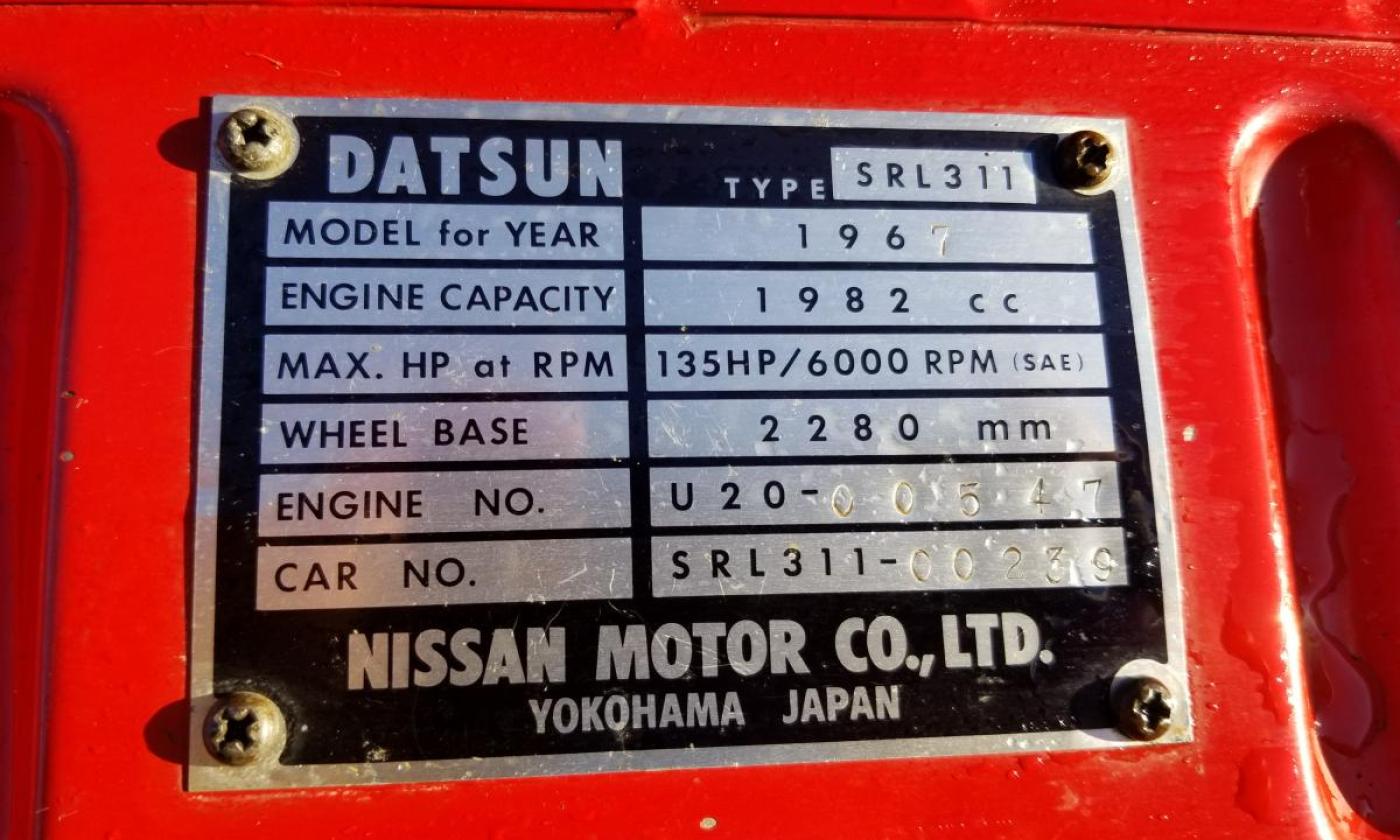 DATSUN TYPE SRL311
MODEL for YEAR 1967
ENGINE CAPACITY 1982 cc
MAX. HP at RPM 135HP/6000 RPM (SAE)
WHEEL BASE 2280 mm
ENGINE NO. U20-00547
CAR NO. SRL311-00239
NISSAN MOTOR CO., LTD.
YOKOHAMA JAPAN